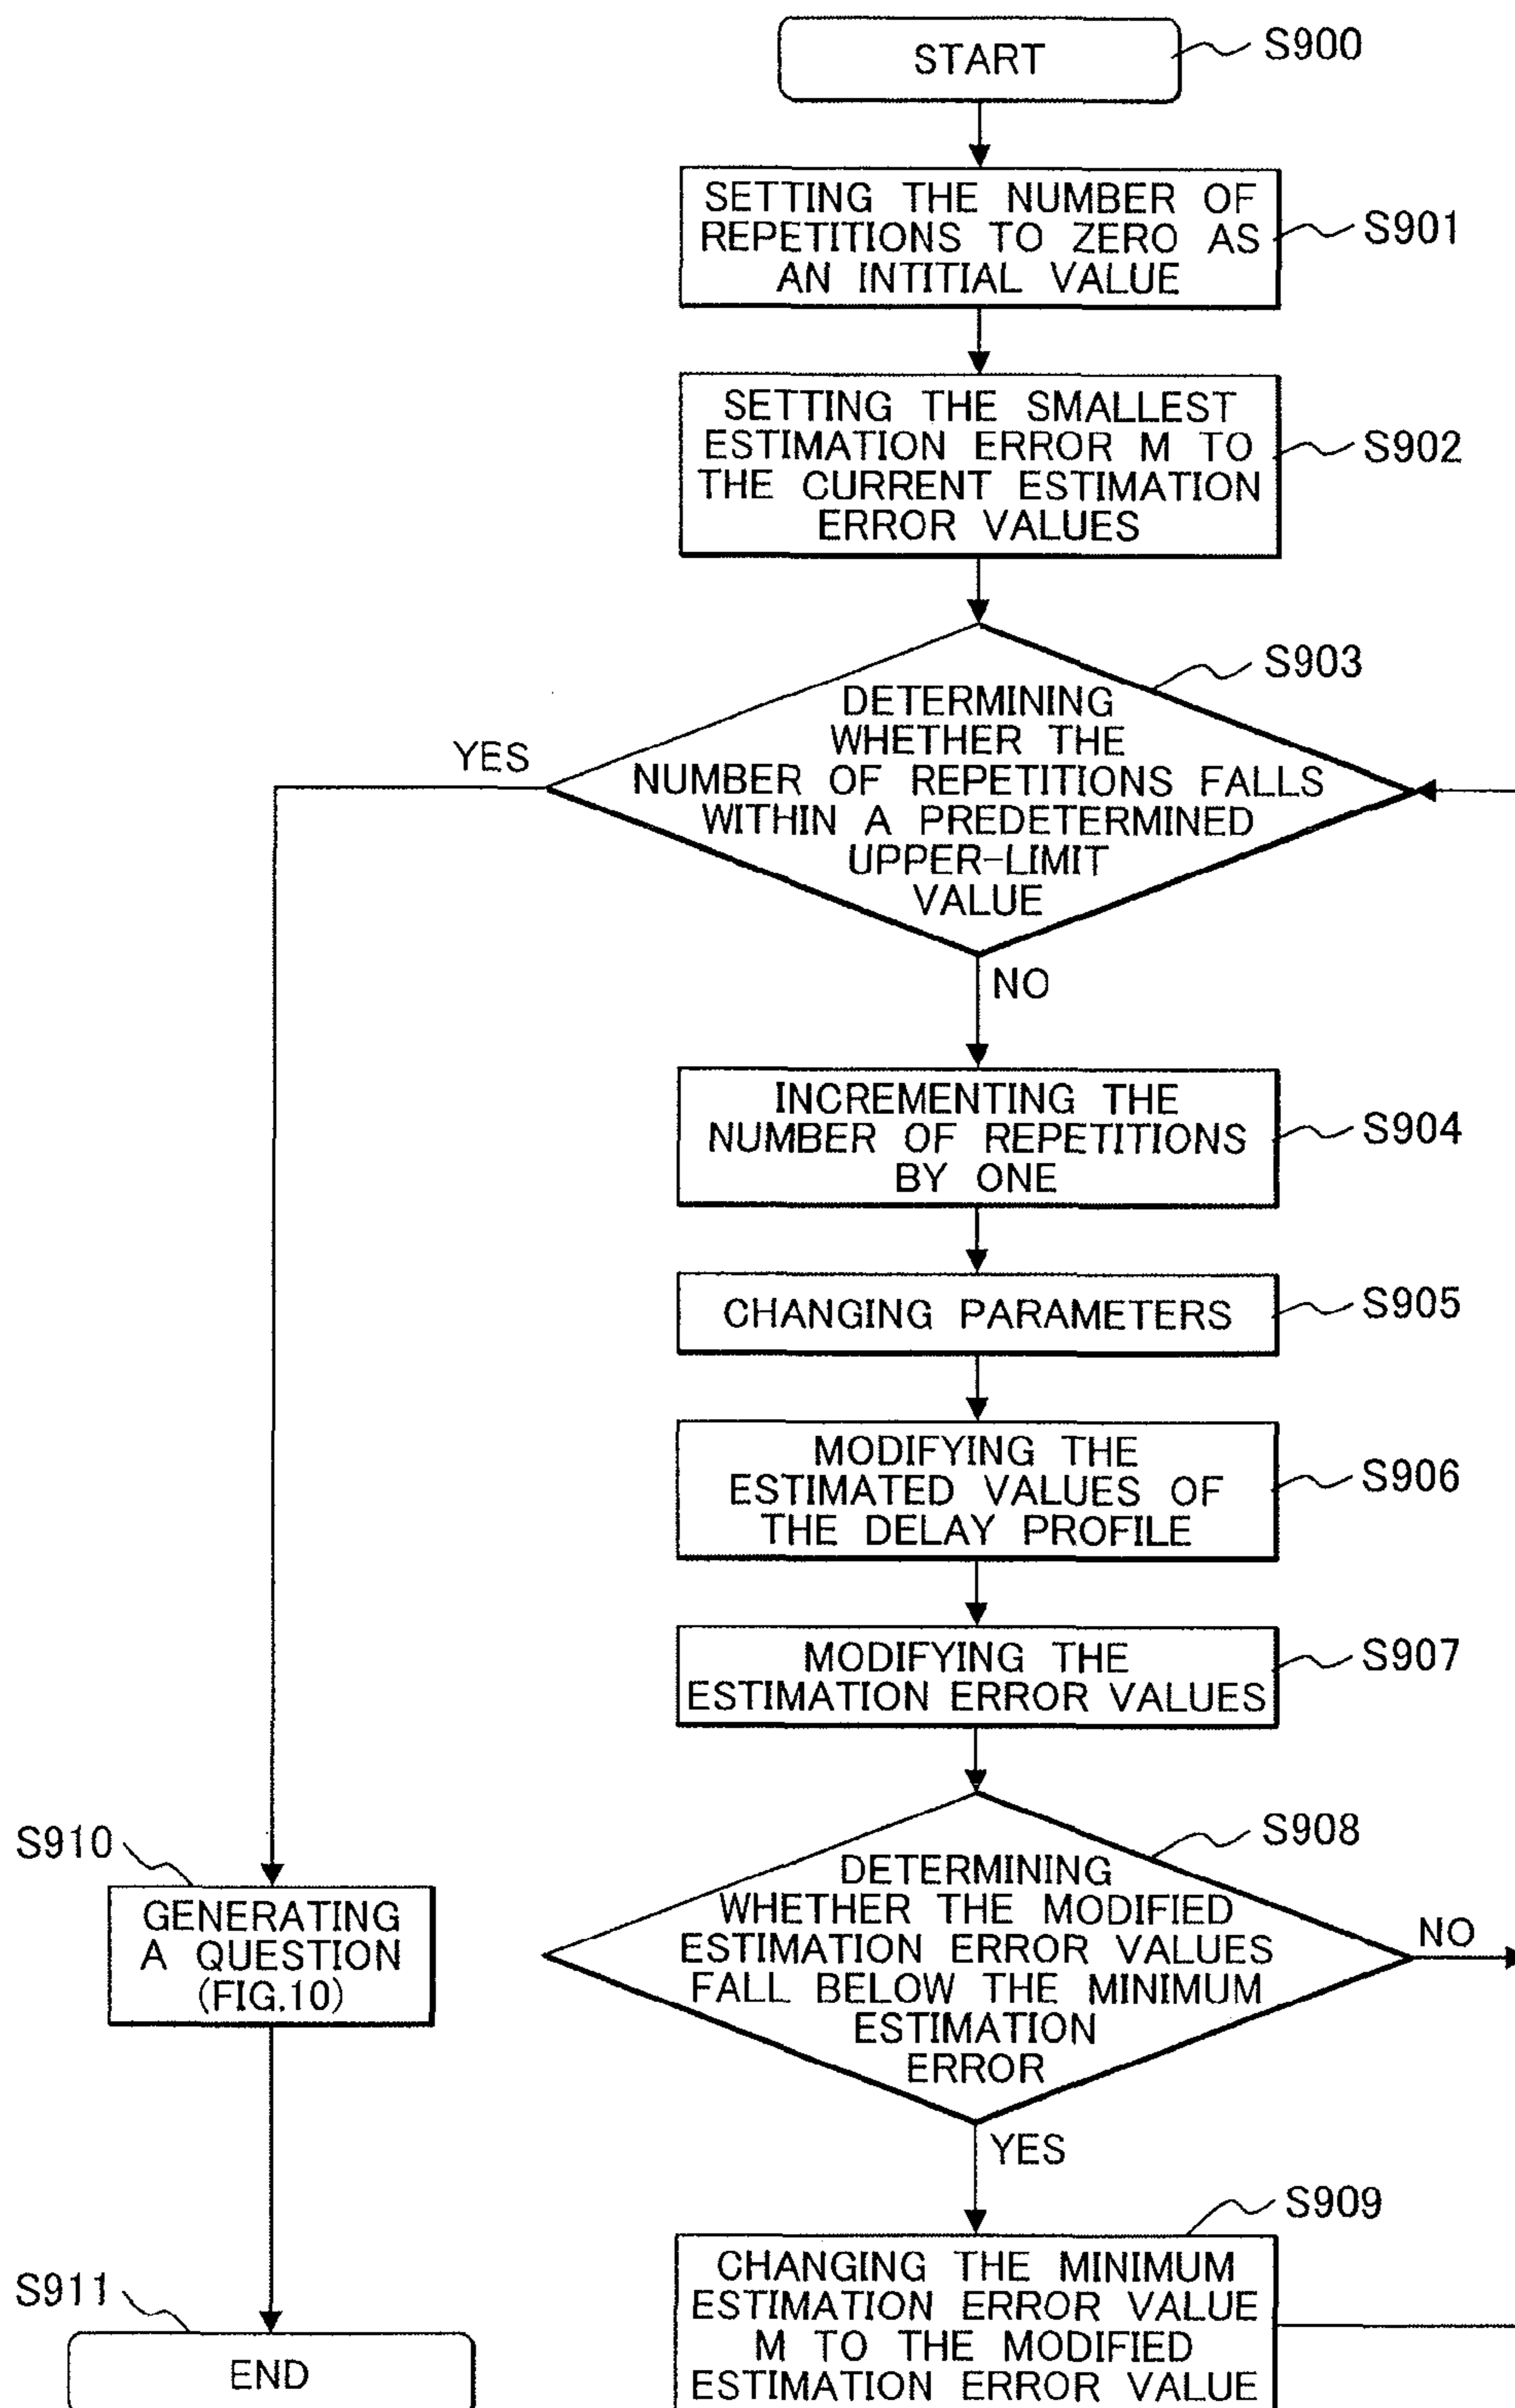 START
S900
SETTING THE NUMBER OF
REPETITIONS TO ZERO AS
AN INTITIAL VALUE
S901
SETTING THE SMALLEST
ESTIMATION ERROR M TO
THE CURRENT ESTIMATION
ERROR VALUES
S902
S903
DETERMINING
WHETHER THE
NUMBER OF REPETITIONS FALLS
WITHIN A PREDETERMINED
UPPER-LIMIT
VALUE
YES
NO
INCREMENTING THE
NUMBER OF REPETITIONS
BY ONE
S904
CHANGING PARAMETERS
S905
MODIFYING THE
ESTIMATED VALUES OF
THE DELAY PROFILE
S906
MODIFYING THE
ESTIMATION ERROR VALUES
S907
S908
DETERMINING
WHETHER THE MODIFIED
ESTIMATION ERROR VALUES
FALL BELOW THE MINIMUM
ESTIMATION
ERROR
NO
YES
S909
CHANGING THE MINIMUM
ESTIMATION ERROR VALUE
M TO THE MODIFIED
ESTIMATION ERROR VALUE
S910
GENERATING
A QUESTION
(FIG.10)
S911
END